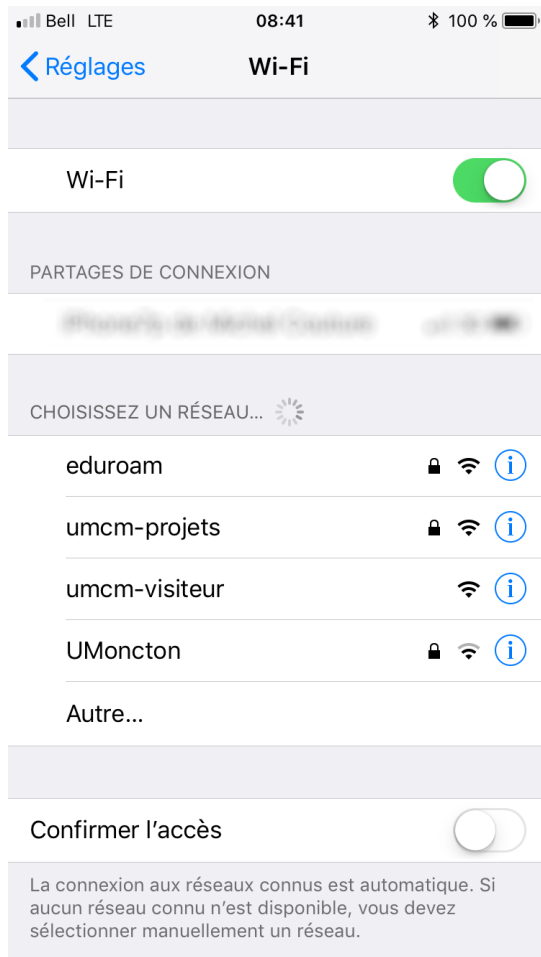 Bell LTE 08:41 100 %
Réglages Wi-Fi
Wi-Fi
PARTAGES DE CONNEXION
CHOISISSEZ UN RÉSEAU...
eduroam
umcm-projets
umcm-visiteur
UMoncton
Autre...
Confirmer l'accès
La connexion aux réseaux connus est automatique. Si
aucun réseau connu n'est disponible, vous devez
sélectionner manuellement un réseau.